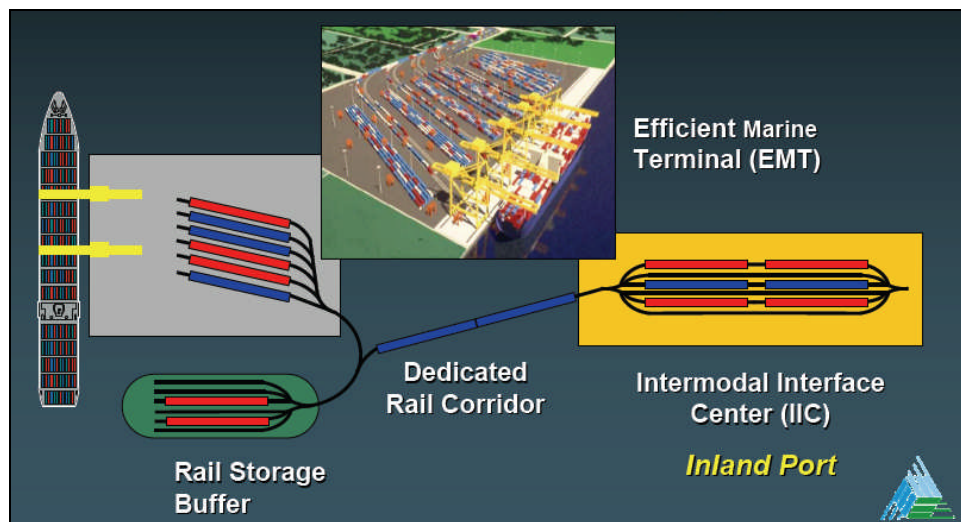 Efficient Marine
Terminal (EMT)
Dedicated
Rail Corridor
Intermodal Interface
Center (IIC)
Inland Port
Rail Storage
Buffer